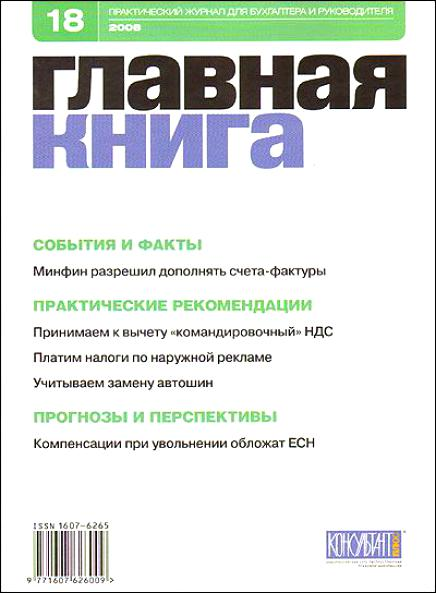 18
ПРАКТИЧЕСКИЙ ЖУРНАЛ ДЛЯ БУХГАЛТЕРА И РУКОВОДИТЕЛЯ
2008
главная
книга
СОБЫТИЯ И ФАКТЫ
Минфин разрешил дополнять счета-фактуры
ПРАКТИЧЕСКИЕ РЕКОМЕНДАЦИИ
Принимаем к вычету «командировочный» НДС
Платим налоги по наружной рекламе
Учитываем замену автошин
ПРОГНОЗЫ И ПЕРСПЕКТИВЫ
Компенсации при увольнении обложат ЕСН
ISSN 1607-6265
9 771607 626009 >
КОНСУЛЬТАНТ
ПЛЮС